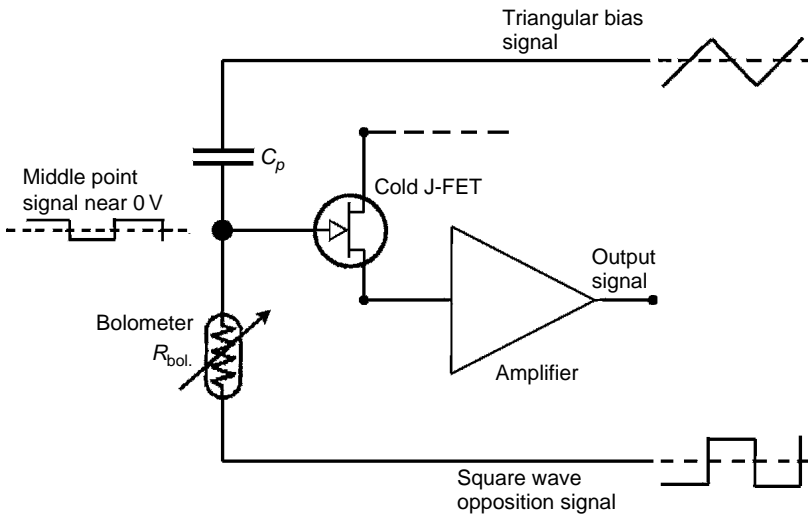 Triangular bias
signal
C_p
Cold J-FET
Middle point
signal near 0 V
Output
signal
Bolometer
R_bol.
Amplifier
Square wave
opposition signal